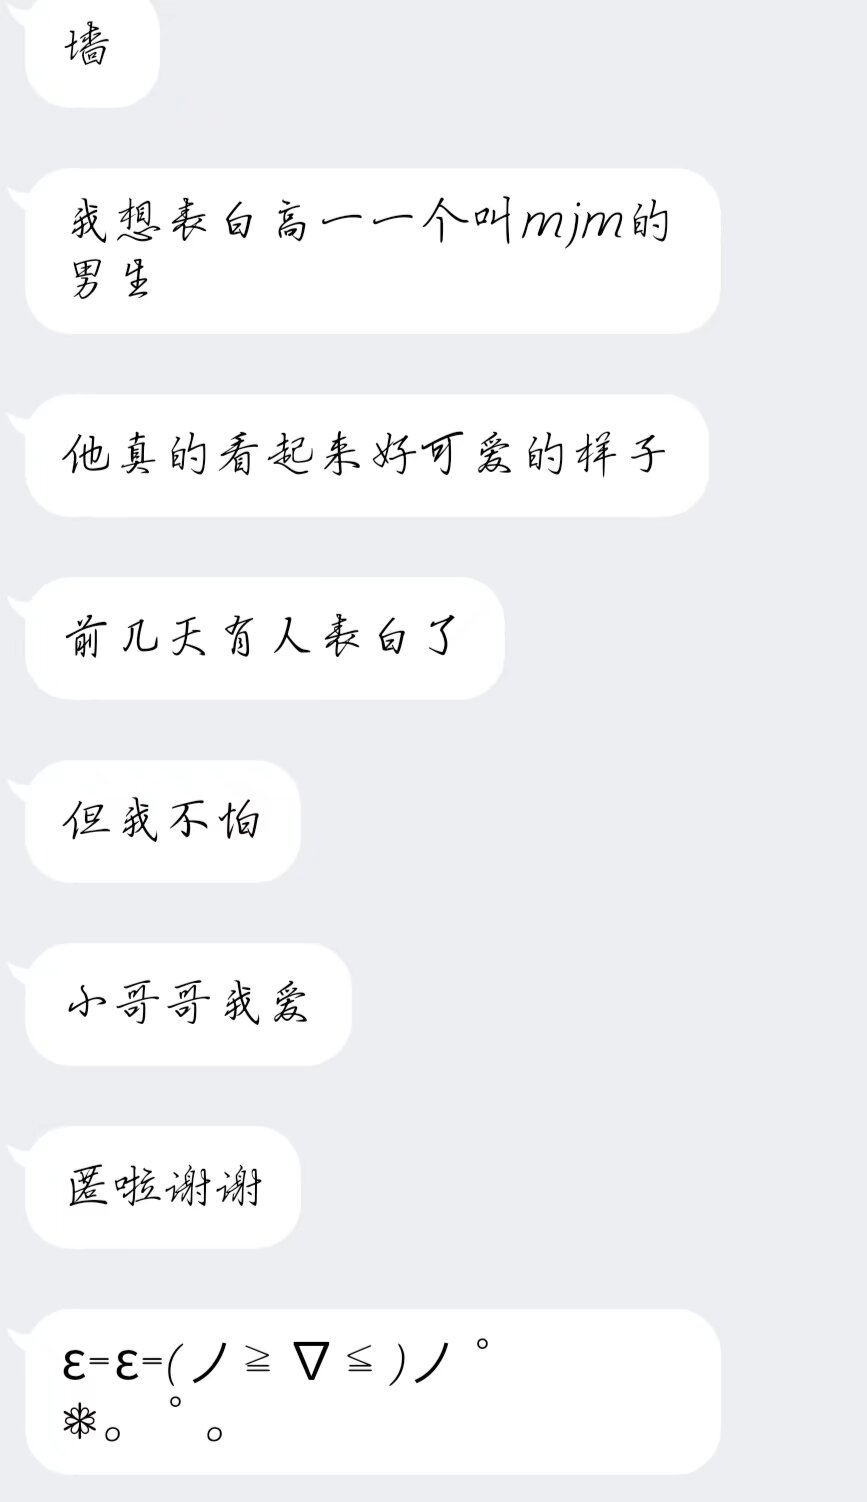 墙
我想表白高一一个叫mjm的
男生
他真的看起来好可爱的样子
前几天有人表白了
但我不怕
小哥哥我爱
匿啦谢谢
ε=ε=(ノ≧∇≦)ノ゜
❃。゜。